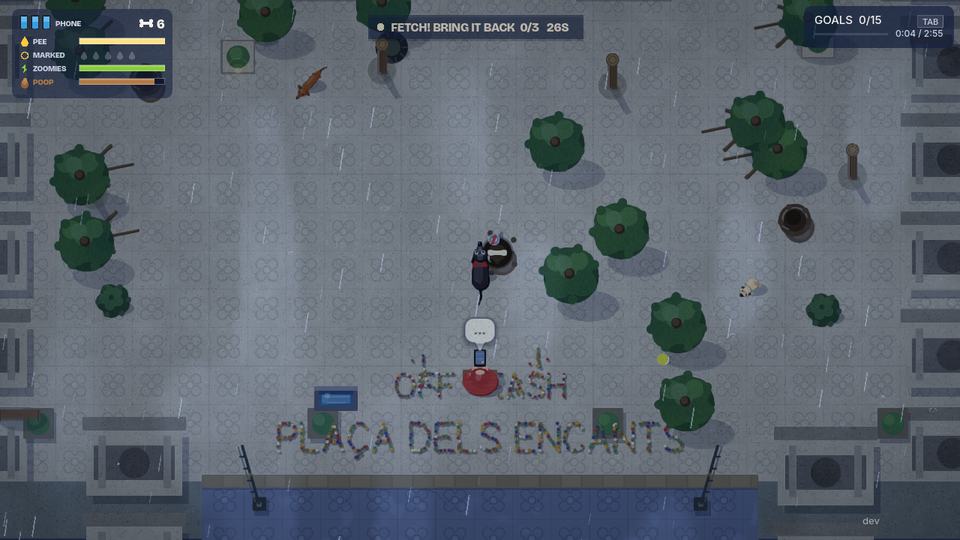 PHONE 6
PEE
MARKED
ZOOMIES
POOP
FETCH! BRING IT BACK 0/3 26S
GOALS 0/15 TAB
0:04 / 2:55
...
OFF LEASH
PLAÇA DELS ENCANTS
dev